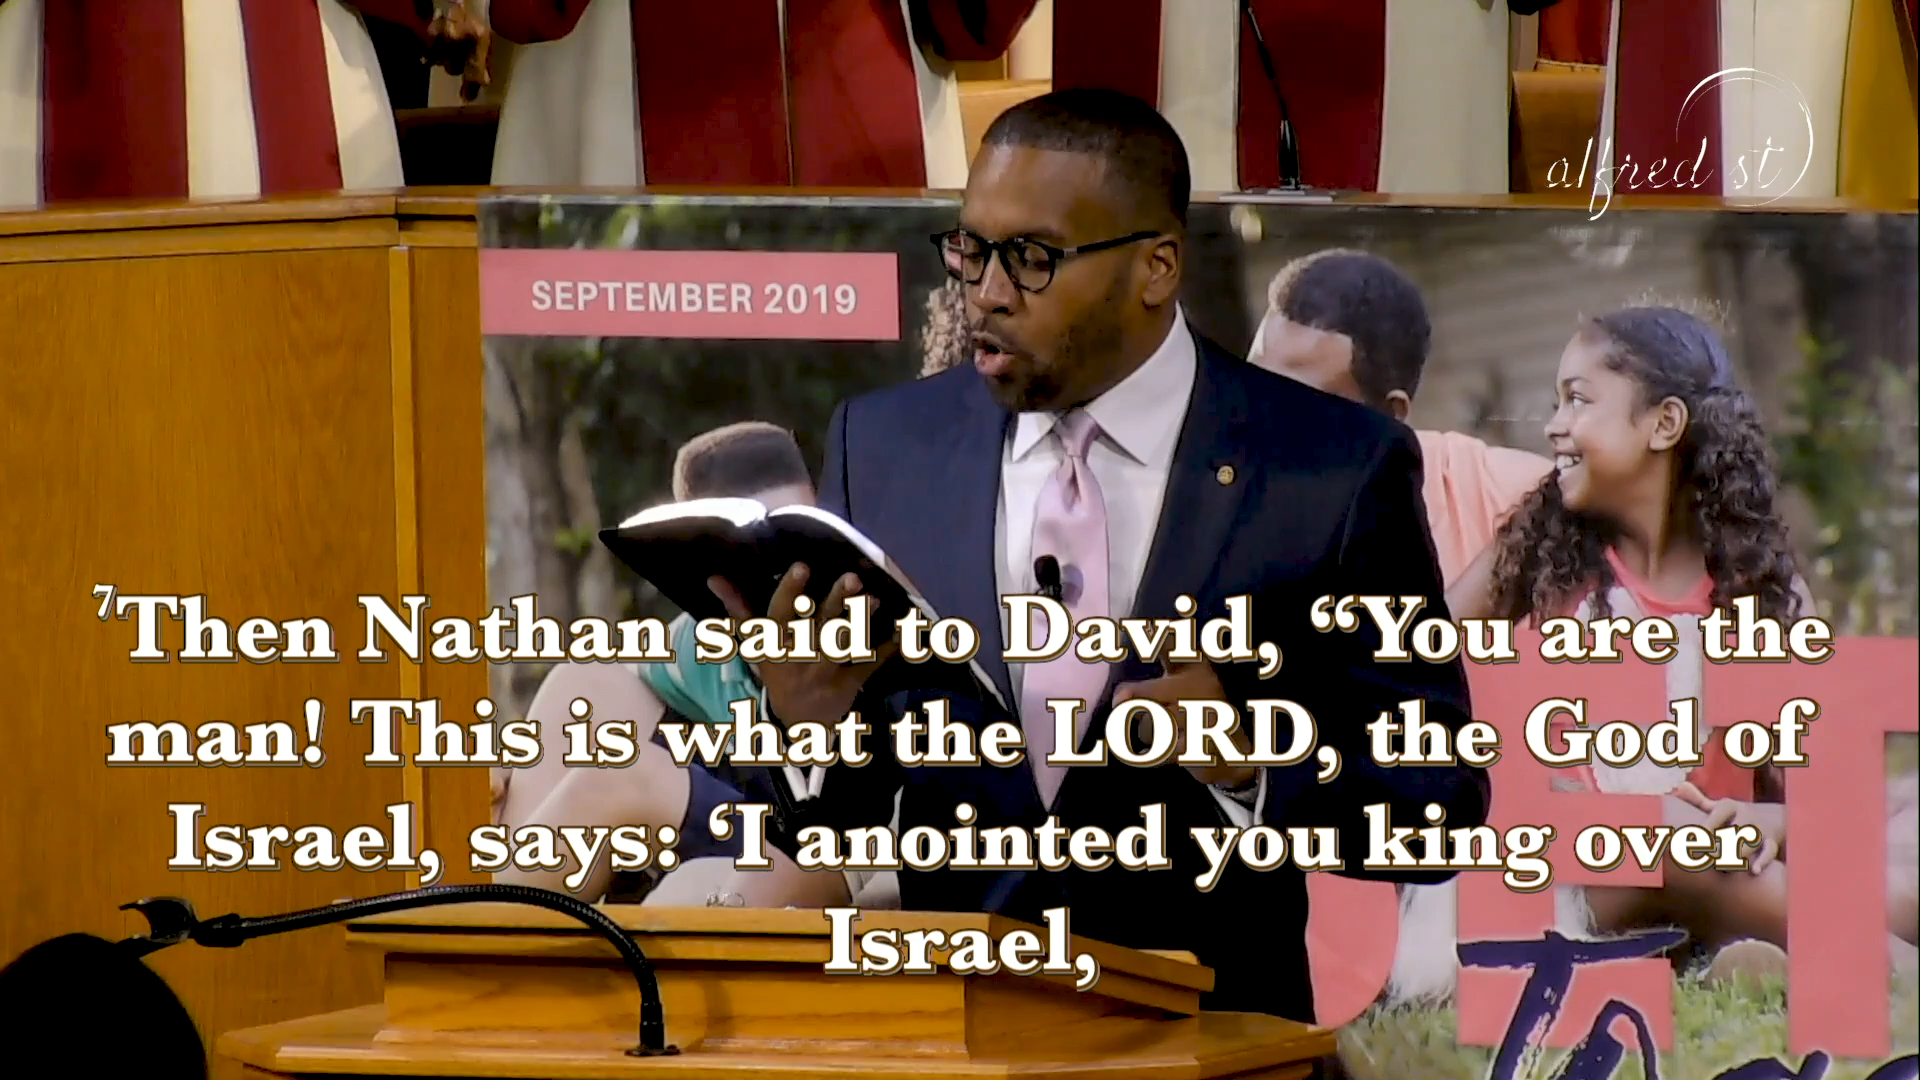 alfred st
SEPTEMBER 2019
⁷Then Nathan said to David, “You are the
man! This is what the LORD, the God of
Israel, says: ‘I anointed you king over
Israel,